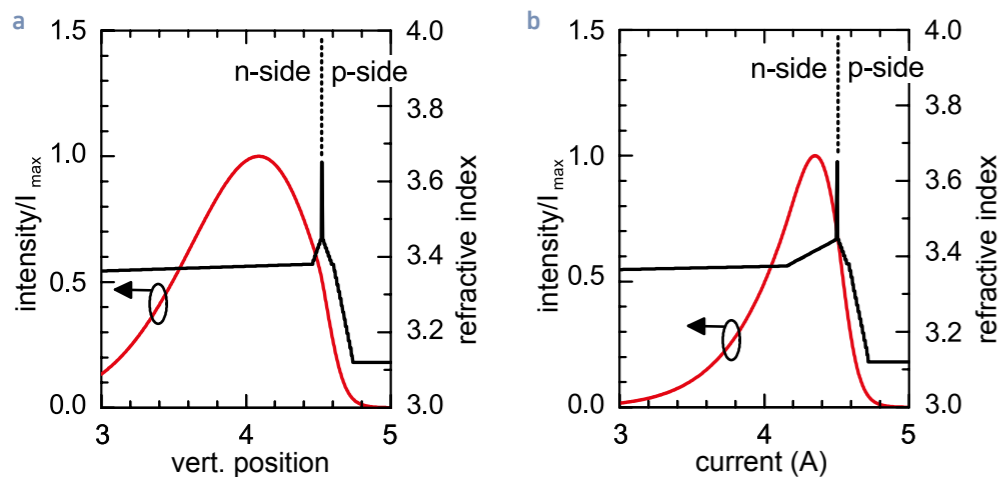 a
1.5
4.0
n-side
p-side
3.8
1.0
3.6
intensity/I max
refractive index
3.4
0.5
3.2
0.0
3.0
3
4
5
vert. position
b
1.5
4.0
n-side
p-side
3.8
1.0
3.6
intensity/I max
refractive index
3.4
0.5
3.2
0.0
3.0
3
4
5
current (A)